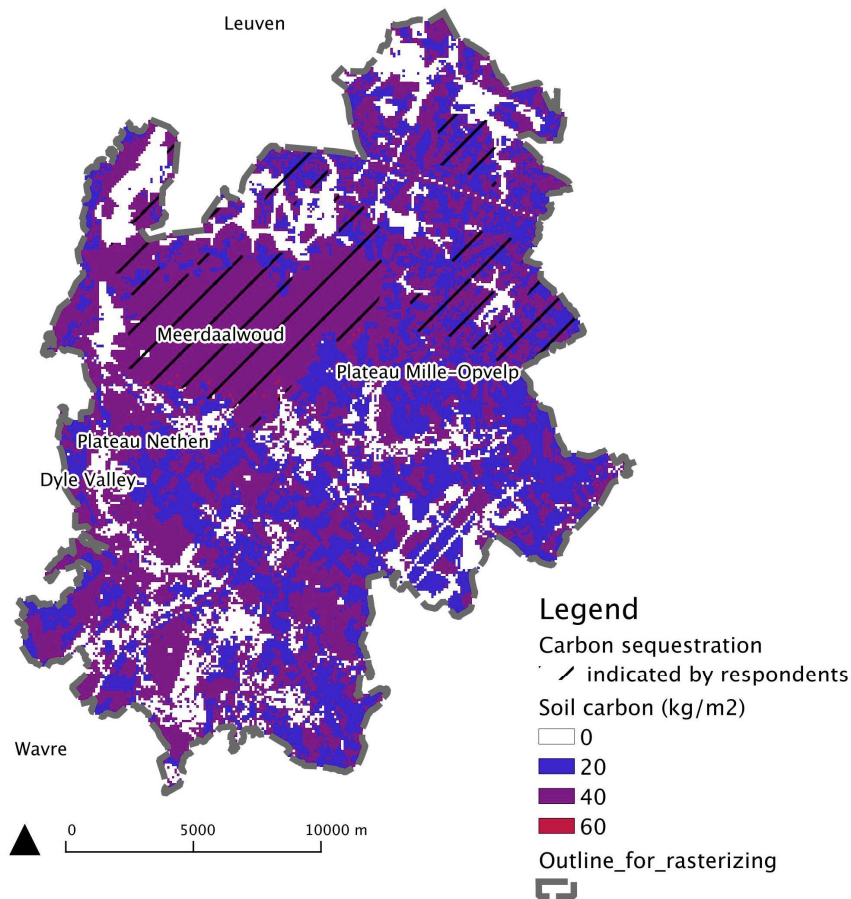 Leuven
Meerdaalwoud
Plateau Mille-Opvelp
Plateau Nethen
Dyle Valley
Legend
Carbon sequestration
indicated by respondents
Soil carbon (kg/m2)
0
20
40
60
Wavre
0 5000 10000 m
Outline_for_rasterizing